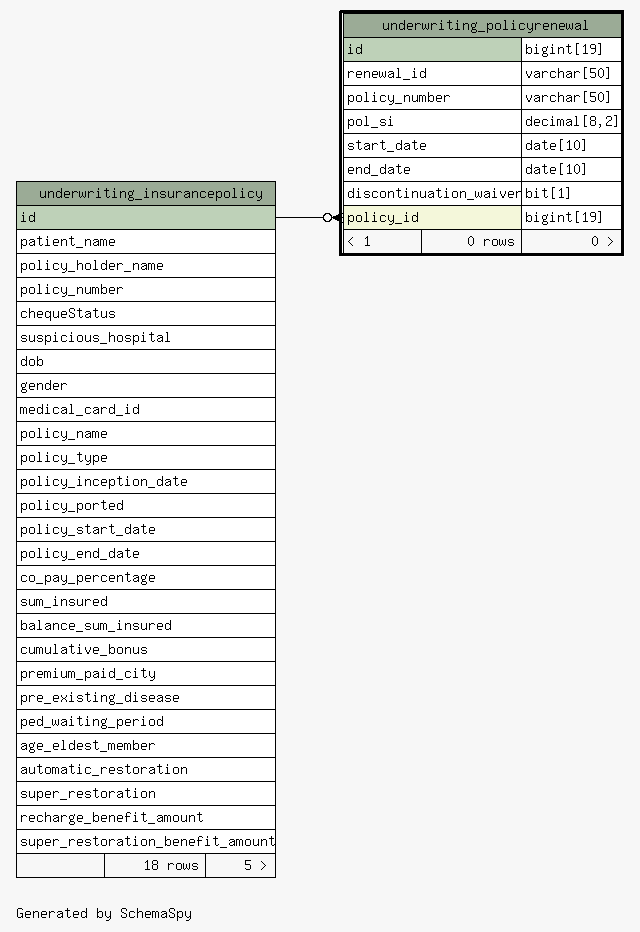 underwriting_policyrenewal
id bigint[19]
renewal_id varchar[50]
policy_number varchar[50]
pol_si decimal[8,2]
start_date date[10]
end_date date[10]
discontinuation_waiver bit[1]
policy_id bigint[19]
< 1 0 rows 0 >
underwriting_insurancepolicy
id
patient_name
policy_holder_name
policy_number
chequeStatus
suspicious_hospital
dob
gender
medical_card_id
policy_name
policy_type
policy_inception_date
policy_ported
policy_start_date
policy_end_date
co_pay_percentage
sum_insured
balance_sum_insured
cumulative_bonus
premium_paid_city
pre_existing_disease
ped_waiting_period
age_eldest_member
automatic_restoration
super_restoration
recharge_benefit_amount
super_restoration_benefit_amount
18 rows 5 >
Generated by SchemaSpy